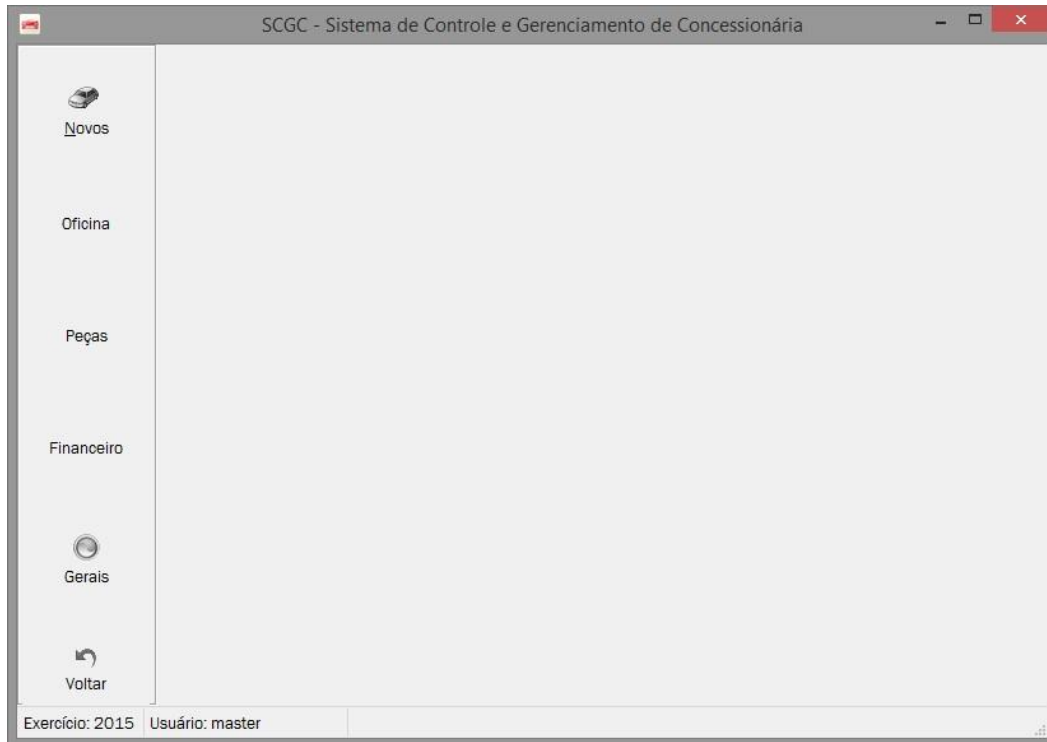 SCGC - Sistema de Controle e Gerenciamento de Concessionária
Novos
Oficina
Peças
Financeiro
Gerais
Voltar
Exercício: 2015 Usuário: master